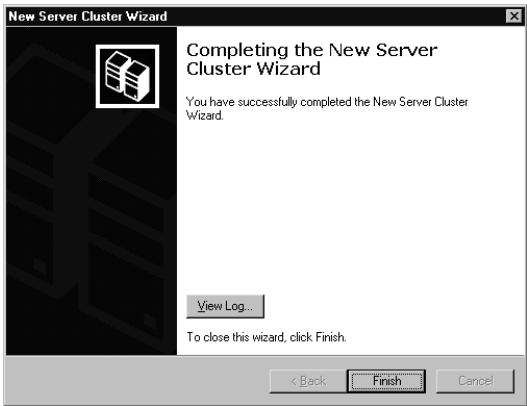 New Server Cluster Wizard
Completing the New Server
Cluster Wizard
You have successfully completed the New Server Cluster
Wizard.
View Log...
To close this wizard, click Finish.
< Back
Finish
Cancel